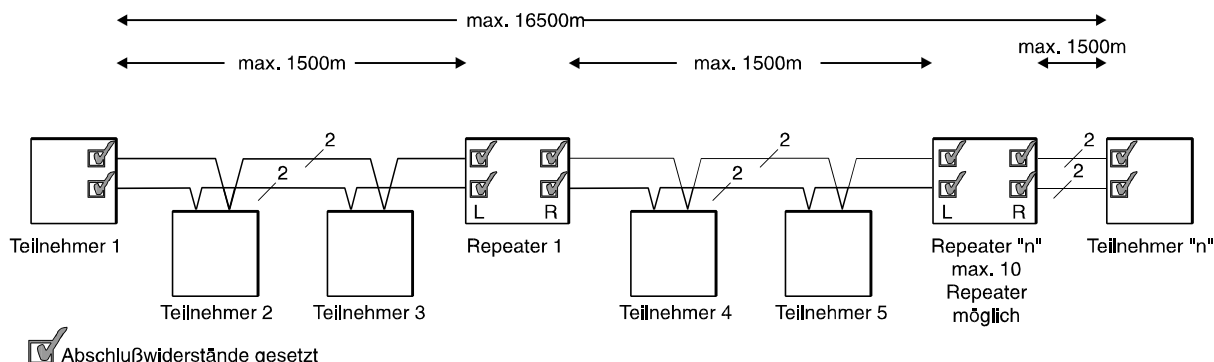 max. 16500m
max. 1500m
max. 1500m
max. 1500m
2
2
2
2
2
2
L
R
L
R
Teilnehmer 1
Repeater 1
Repeater "n"
max. 10
Repeater
möglich
Teilnehmer "n"
Teilnehmer 2
Teilnehmer 3
Teilnehmer 4
Teilnehmer 5
Abschlußwiderstände gesetzt